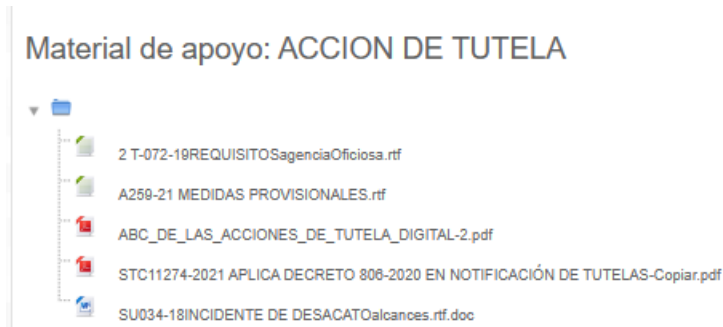 Material de apoyo: ACCION DE TUTELA
2 T-072-19REQUISITOSagenciaOficiosa.rtf
A259-21 MEDIDAS PROVISIONALES.rtf
ABC_DE_LAS_ACCIONES_DE_TUTELA_DIGITAL-2.pdf
STC11274-2021 APLICA DECRETO 806-2020 EN NOTIFICACIÓN DE TUTELAS-Copiar.pdf
SU034-18INCIDENTE DE DESACATOalcances.rtf.doc